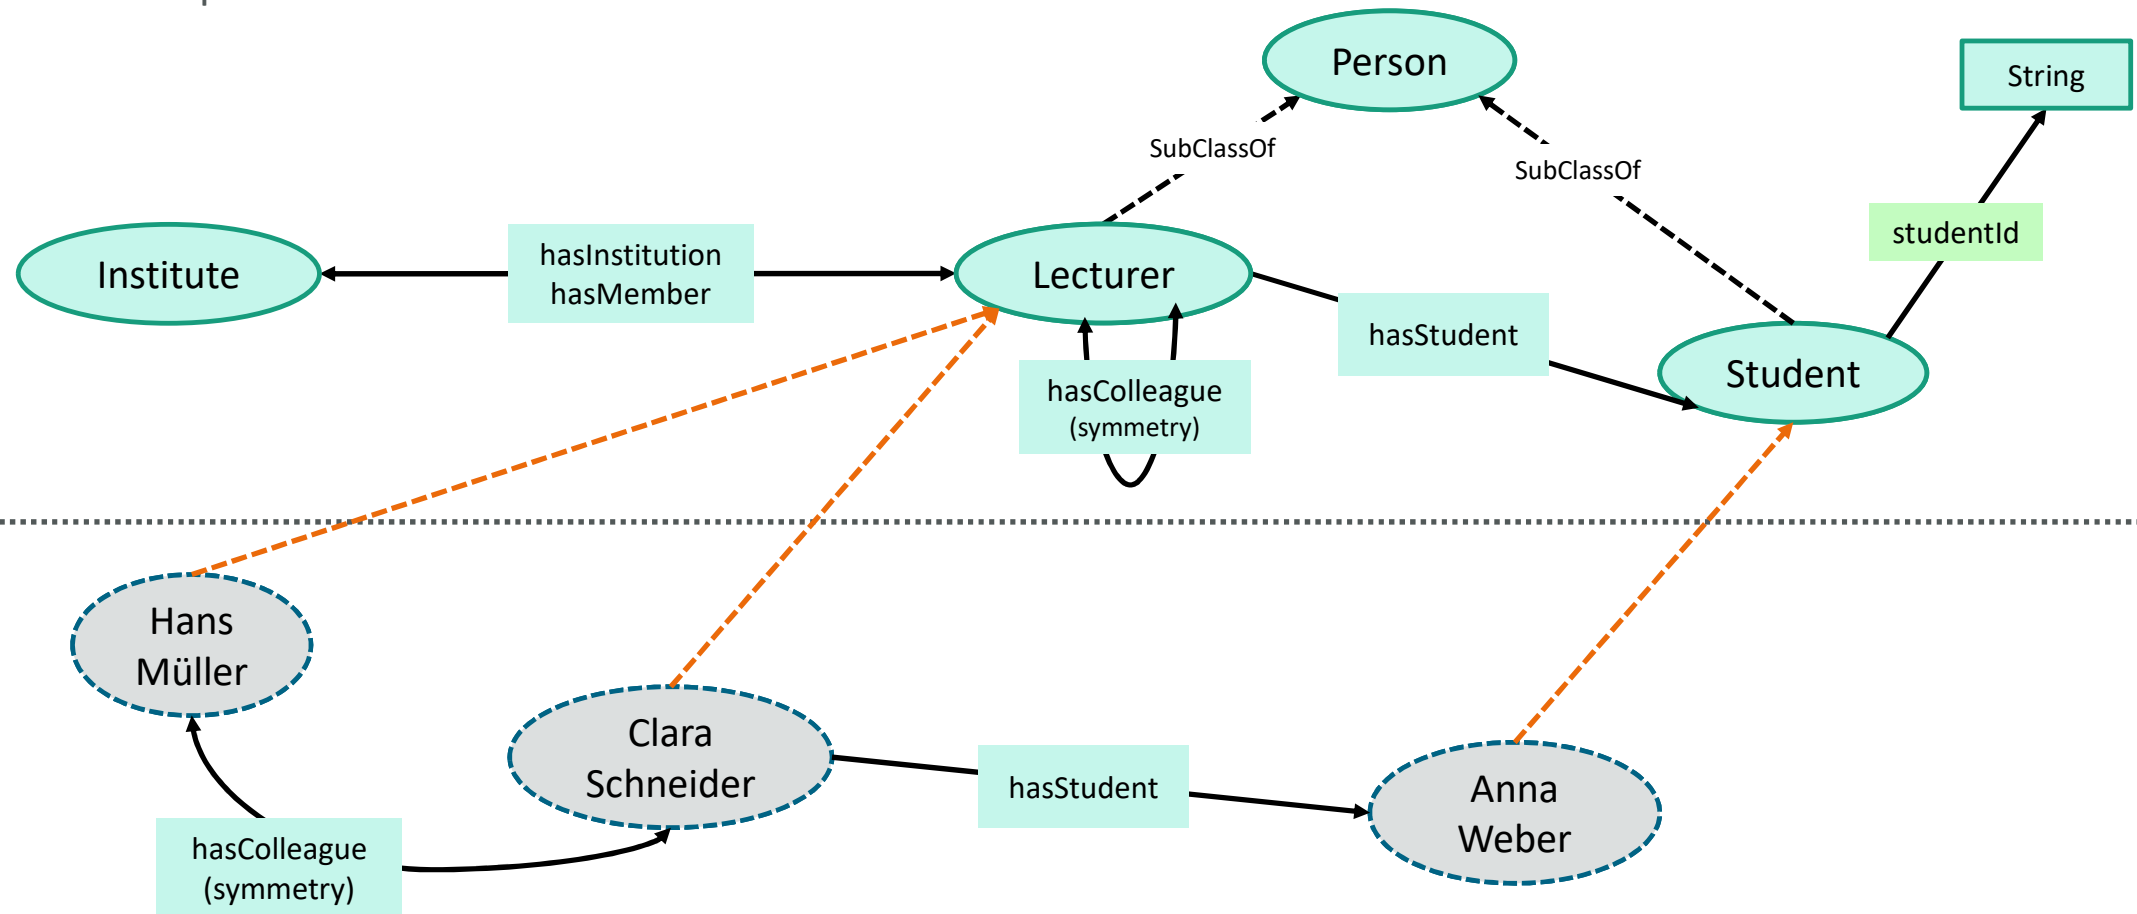 Person
String
SubClassOf
SubClassOf
studentId
hasInstitution
hasMember
Institute
Lecturer
hasStudent
Student
hasColleague
(symmetry)
Hans
Müller
Clara
Schneider
hasStudent
Anna
Weber
hasColleague
(symmetry)